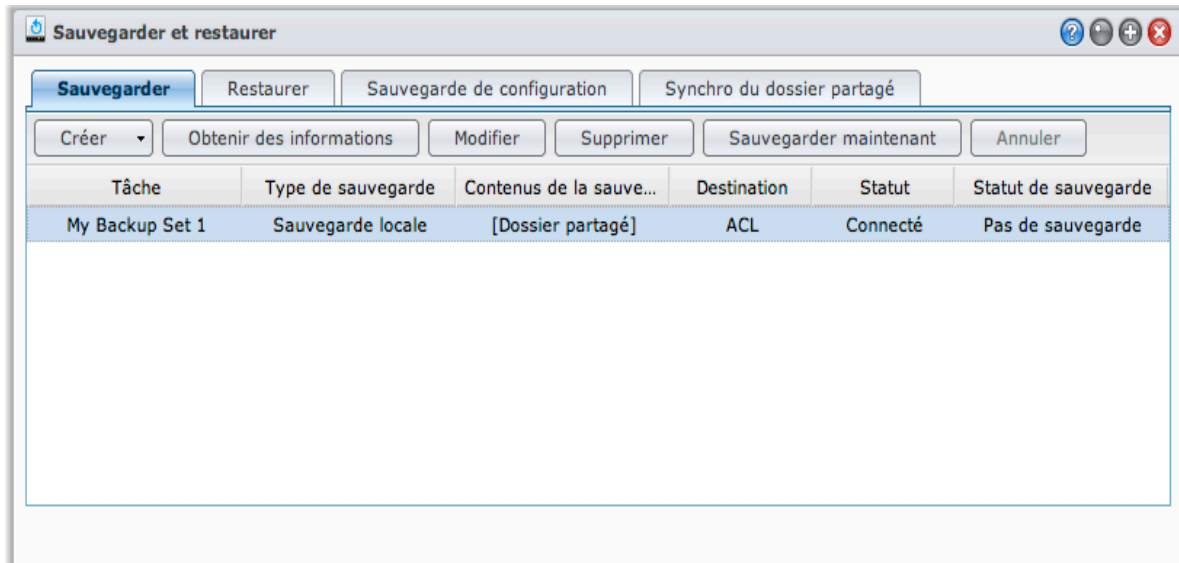 Sauvegarder et restaurer
Sauvegarder Restaurer Sauvegarde de configuration Synchro du dossier partagé
Créer Obtenir des informations Modifier Supprimer Sauvegarder maintenant Annuler
Tâche Type de sauvegarde Contenus de la sauve... Destination Statut Statut de sauvegarde
My Backup Set 1 Sauvegarde locale [Dossier partagé] ACL Connecté Pas de sauvegarde